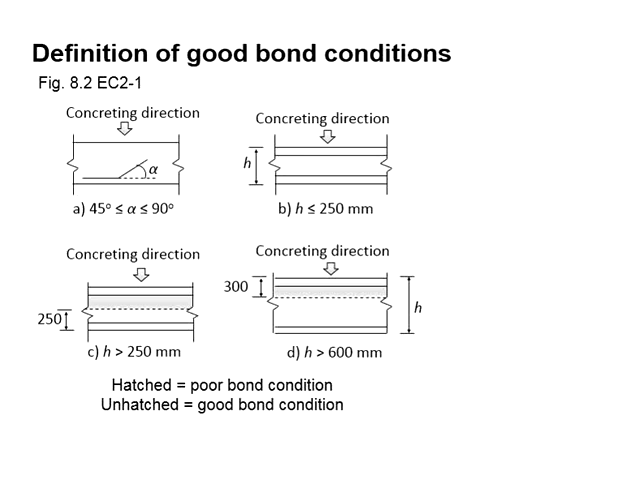 Definition of good bond conditions
Fig. 8.2 EC2-1
Concreting direction
α
a) 45° ≤ α ≤ 90°
Concreting direction
h
b) h ≤ 250 mm
Concreting direction
250
c) h > 250 mm
Concreting direction
300
h
d) h > 600 mm
Hatched = poor bond condition
Unhatched = good bond condition